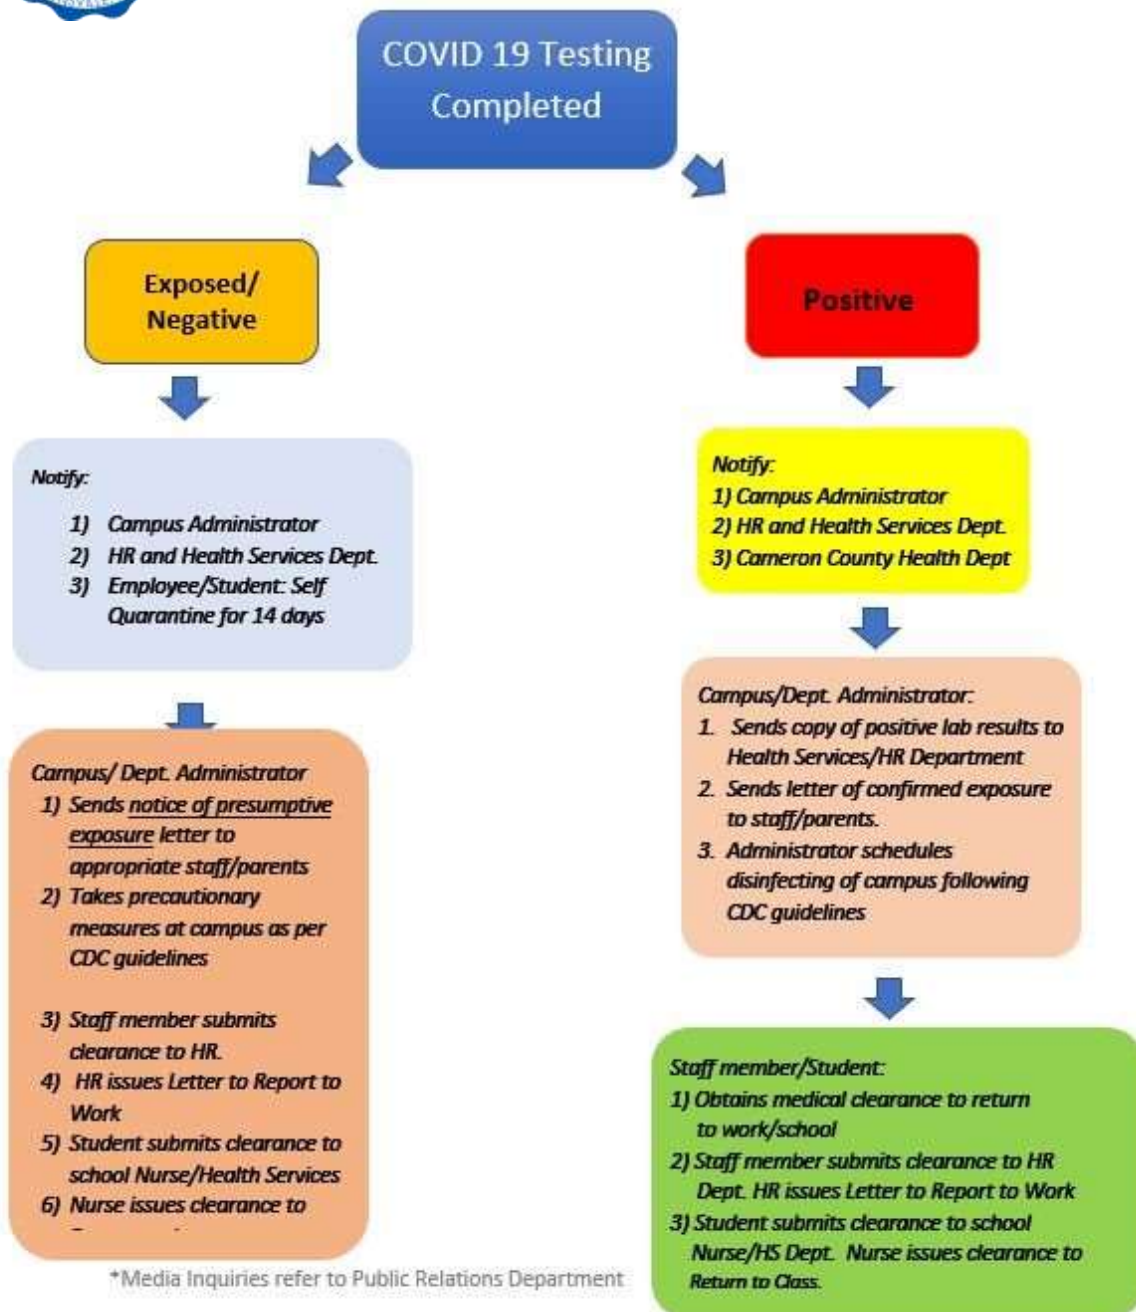 COVID 19 Testing
Completed
Exposed/
Negative
Notify:
1) Campus Administrator
2) HR and Health Services Dept.
3) Employee/Student: Self
Quarantine for 14 days
Campus/ Dept. Administrator
1) Sends notice of presumptive
exposure letter to
appropriate staff/parents
2) Takes precautionary
measures at campus as per
CDC guidelines
3) Staff member submits
clearance to HR.
4) HR issues Letter to Report to
Work
5) Student submits clearance to
school Nurse/Health Services
6) Nurse issues clearance to
Positive
Notify:
1) Campus Administrator
2) HR and Health Services Dept.
3) Cameron County Health Dept
Campus/Dept. Administrator:
1. Sends copy of positive lab results to
Health Services/HR Department
2. Sends letter of confirmed exposure
to staff/parents.
3. Administrator schedules
disinfecting of campus following
CDC guidelines
Staff member/Student:
1) Obtains medical clearance to return
to work/school
2) Staff member submits clearance to HR
Dept. HR issues Letter to Report to Work
3) Student submits clearance to school
Nurse/HS Dept. Nurse issues clearance to
Return to Class.
*Media Inquiries refer to Public Relations Department